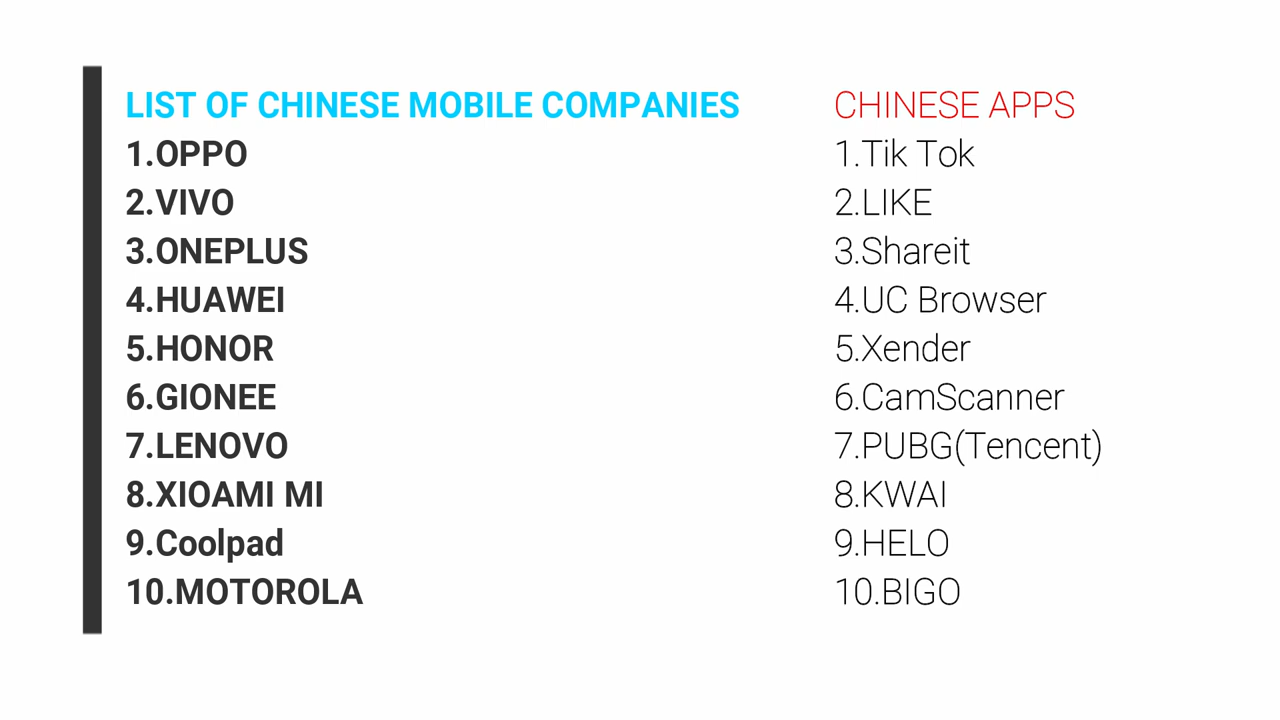 LIST OF CHINESE MOBILE COMPANIES
1.OPPO
2.VIVO
3.ONEPLUS
4.HUAWEI
5.HONOR
6.GIONEE
7.LENOVO
8.XIOAMI MI
9.Coolpad
10.MOTOROLA
CHINESE APPS
1.Tik Tok
2.LIKE
3.Shareit
4.UC Browser
5.Xender
6.CamScanner
7.PUBG(Tencent)
8.KWAI
9.HELO
10.BIGO